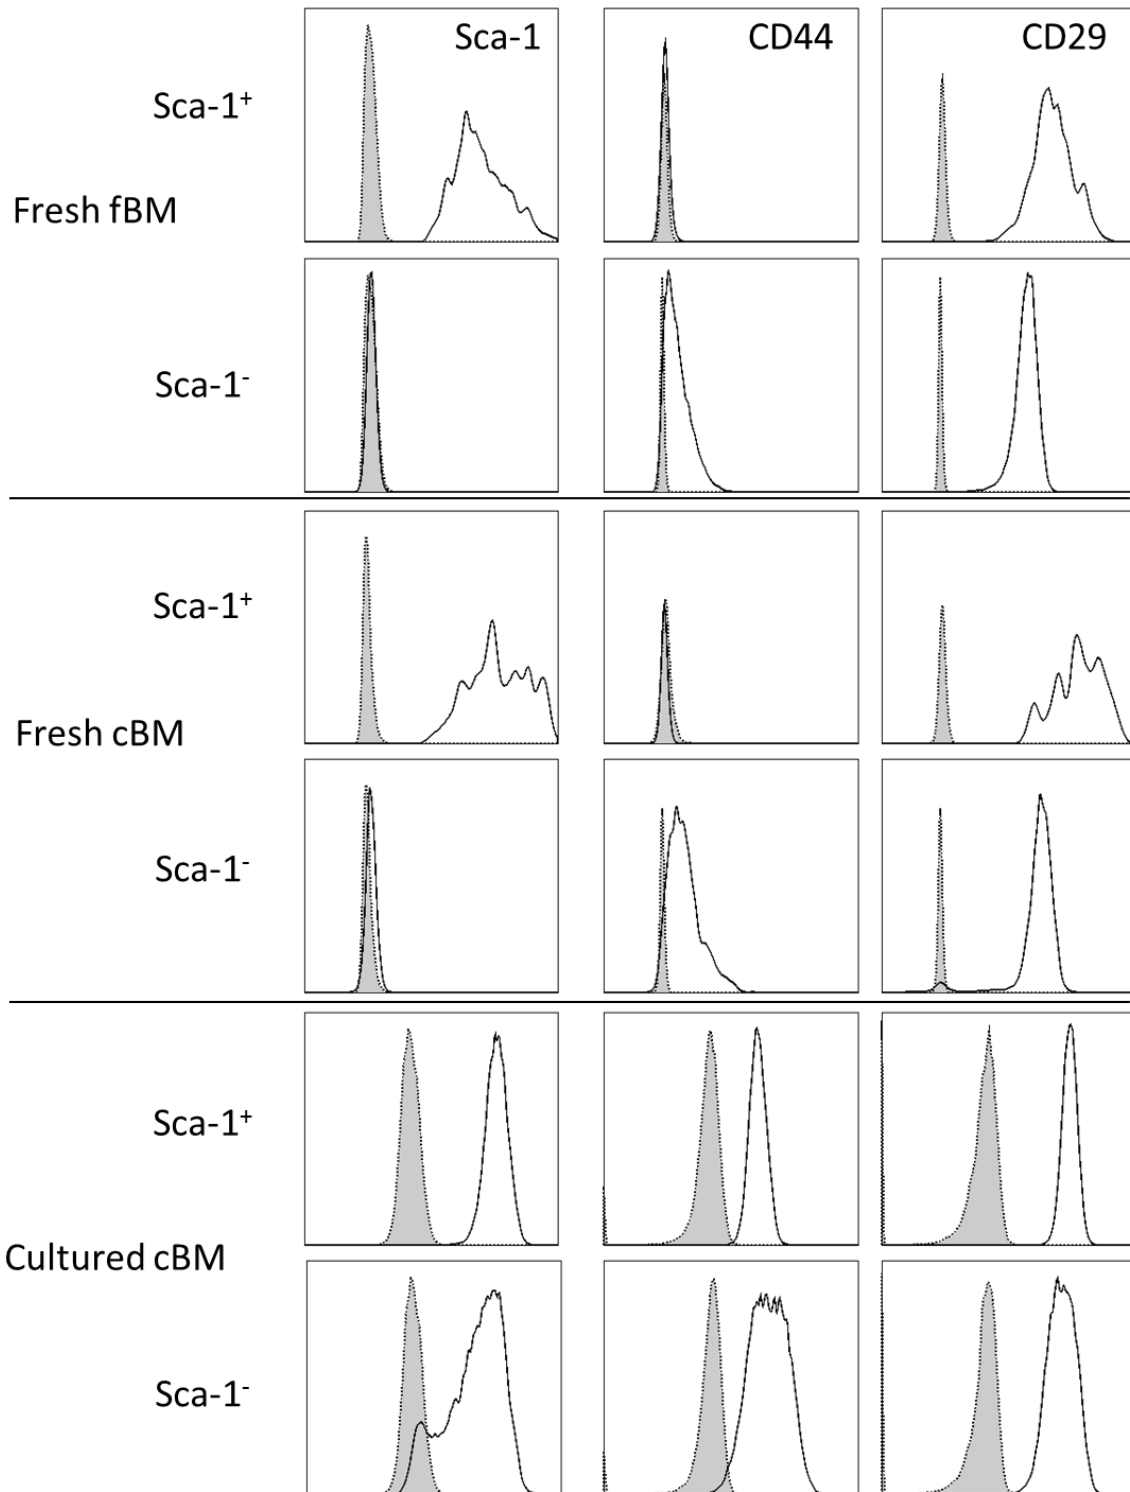 Sca-1 CD44 CD29
Sca-1⁺
Fresh fBM
Sca-1⁻
Sca-1⁺
Fresh cBM
Sca-1⁻
Sca-1⁺
Cultured cBM
Sca-1⁻